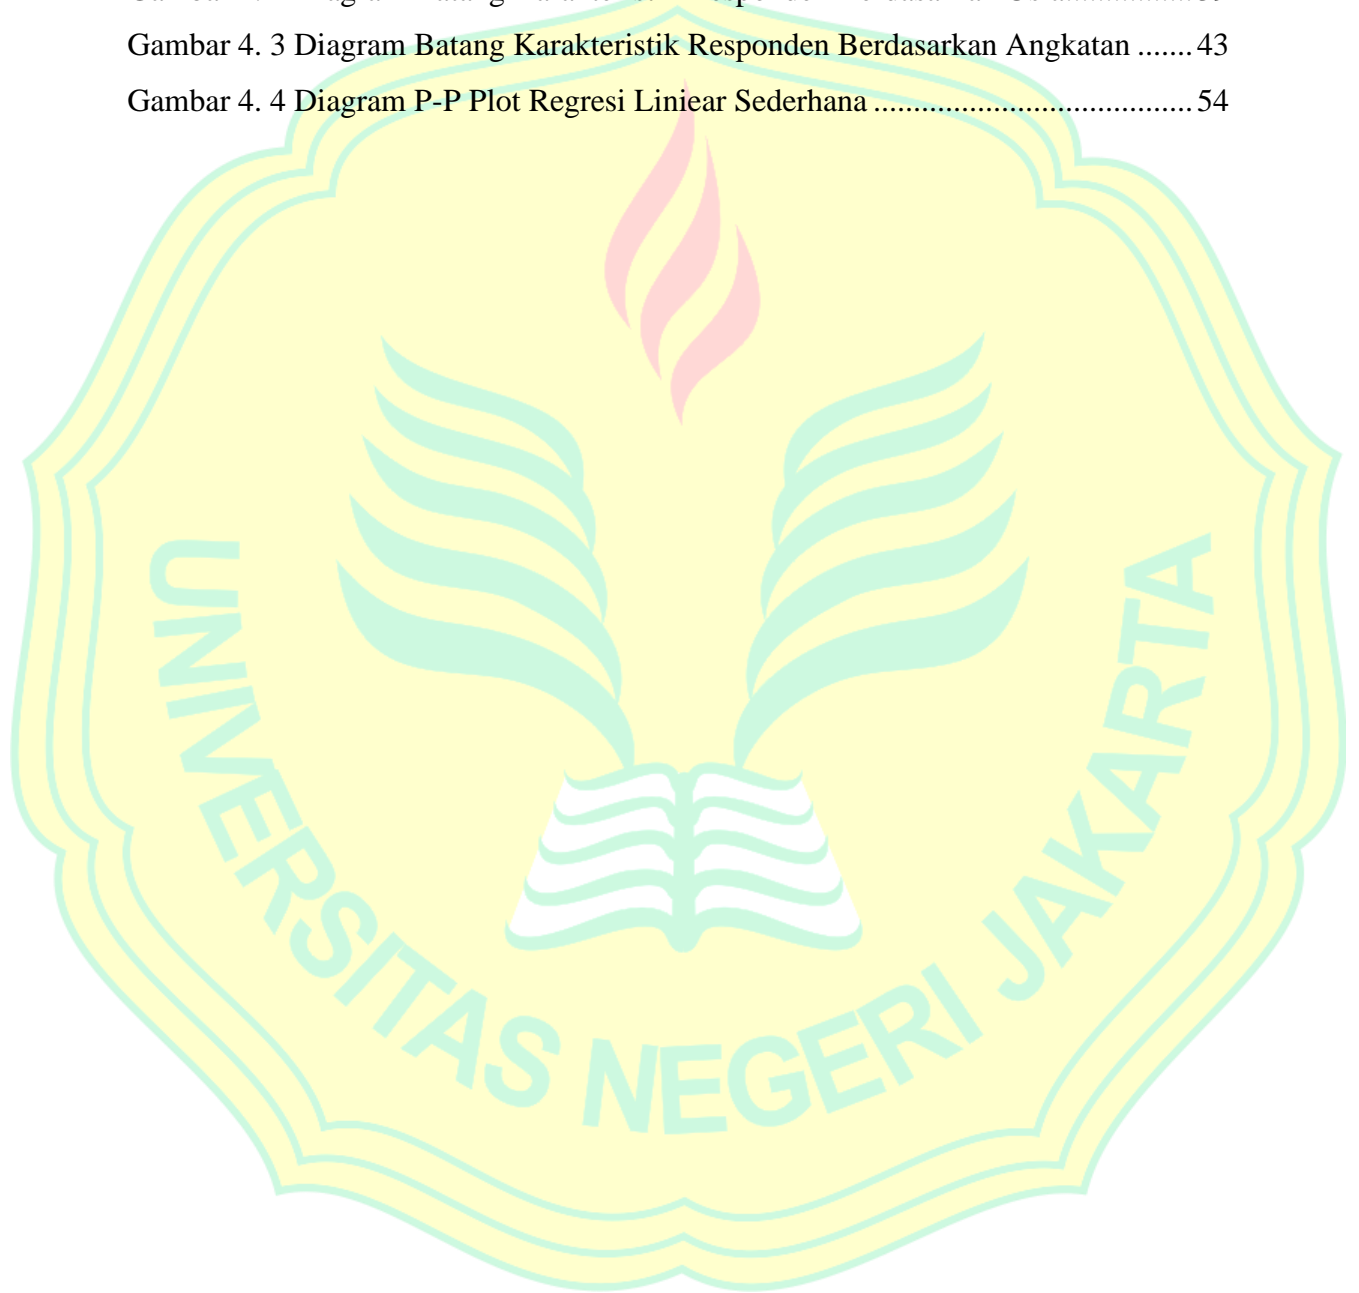 Gambar 4. 3 Diagram Batang Karakteristik Responden Berdasarkan Angkatan .......43
Gambar 4. 4 Diagram P-P Plot Regresi Liniear Sederhana ........................................54
UNIVERSITAS NEGERI JAKARTA